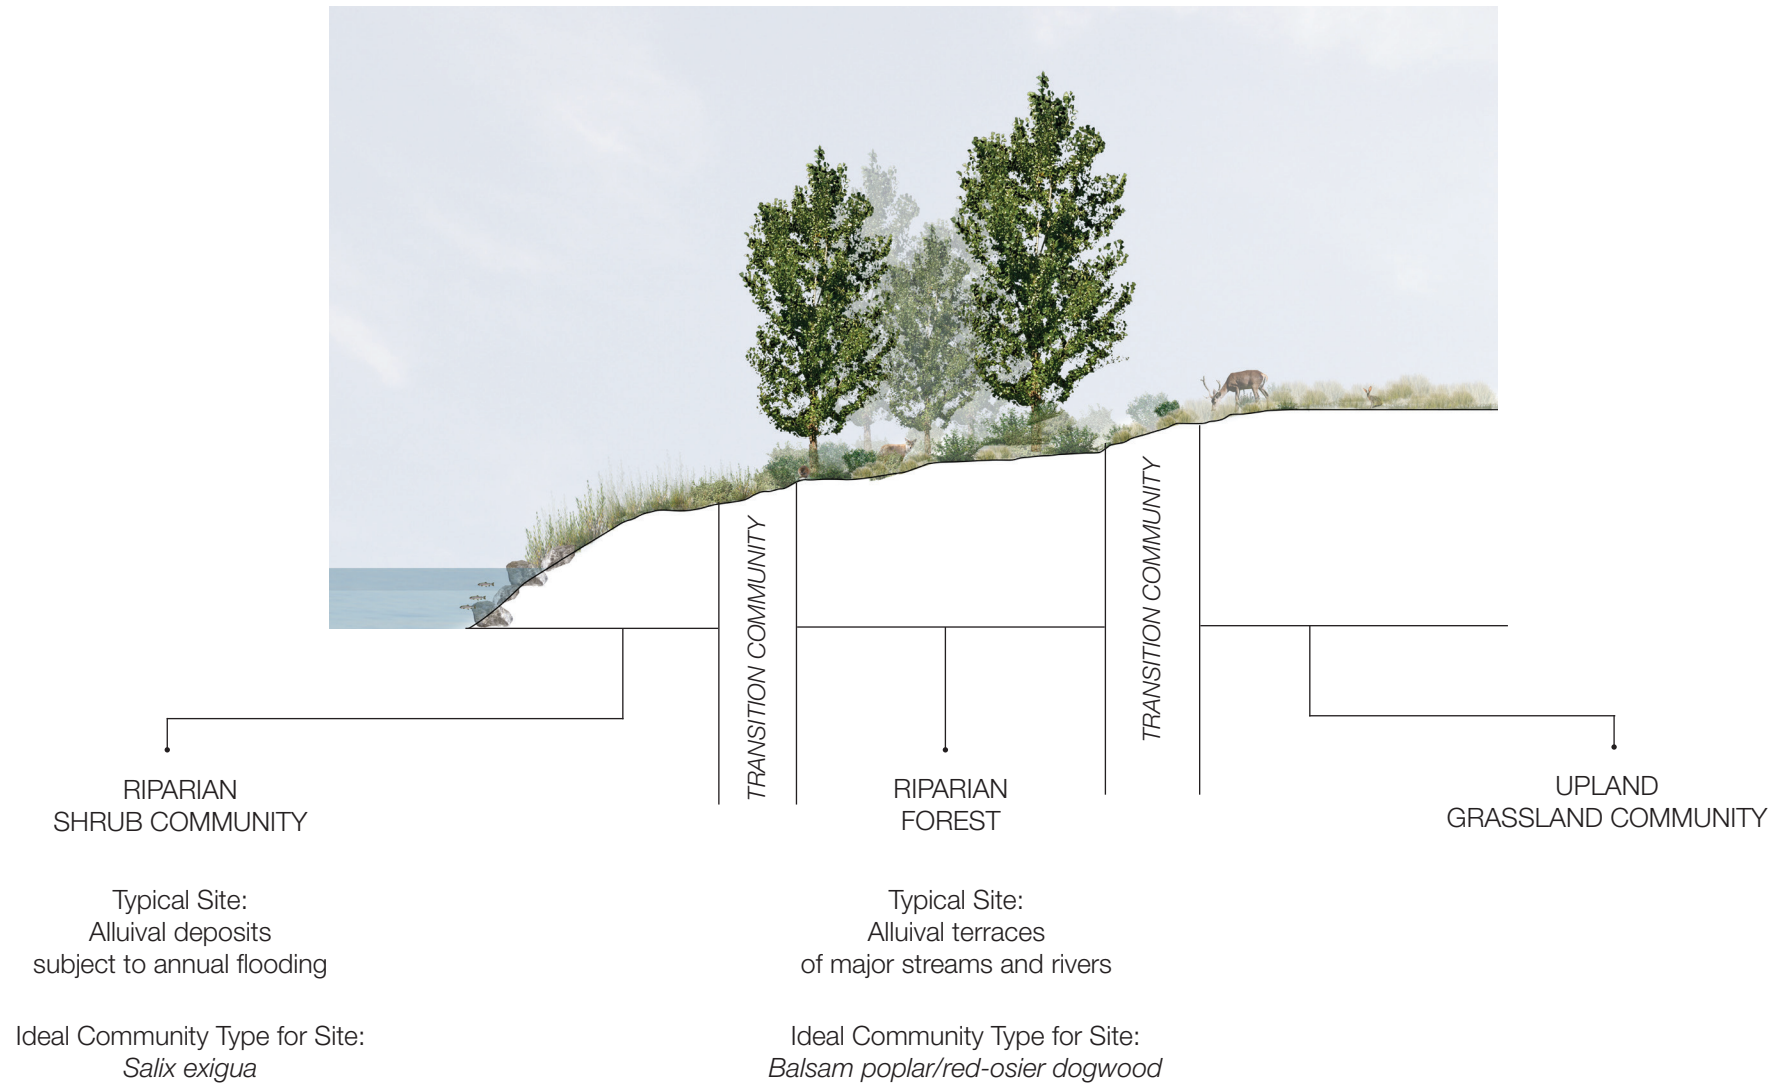 TRANSITION COMMUNITY
TRANSITION COMMUNITY
RIPARIAN
SHRUB COMMUNITY
Typical Site:
Alluival deposits
subject to annual flooding
Ideal Community Type for Site:
Salix exigua
RIPARIAN
FOREST
Typical Site:
Alluival terraces
of major streams and rivers
Ideal Community Type for Site:
Balsam poplar/red-osier dogwood
UPLAND
GRASSLAND COMMUNITY